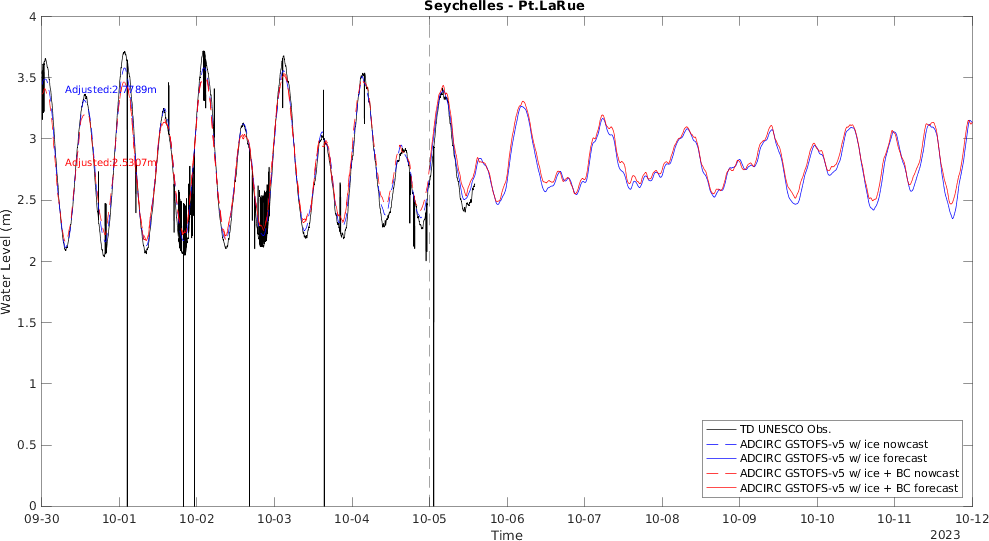 Seychelles - Pt.LaRue
4
3.5
3
2.5
2
1.5
1
0.5
0
Water Level (m)
Adjusted:2.7789m
Adjusted:2.5307m
TD UNESCO Obs.
ADCIRC GSTOFS-v5 w/ ice nowcast
ADCIRC GSTOFS-v5 w/ ice forecast
ADCIRC GSTOFS-v5 w/ ice + BC nowcast
ADCIRC GSTOFS-v5 w/ ice + BC forecast
09-30 10-01 10-02 10-03 10-04 10-05 10-06 10-07 10-08 10-09 10-10 10-11 10-12
Time
2023